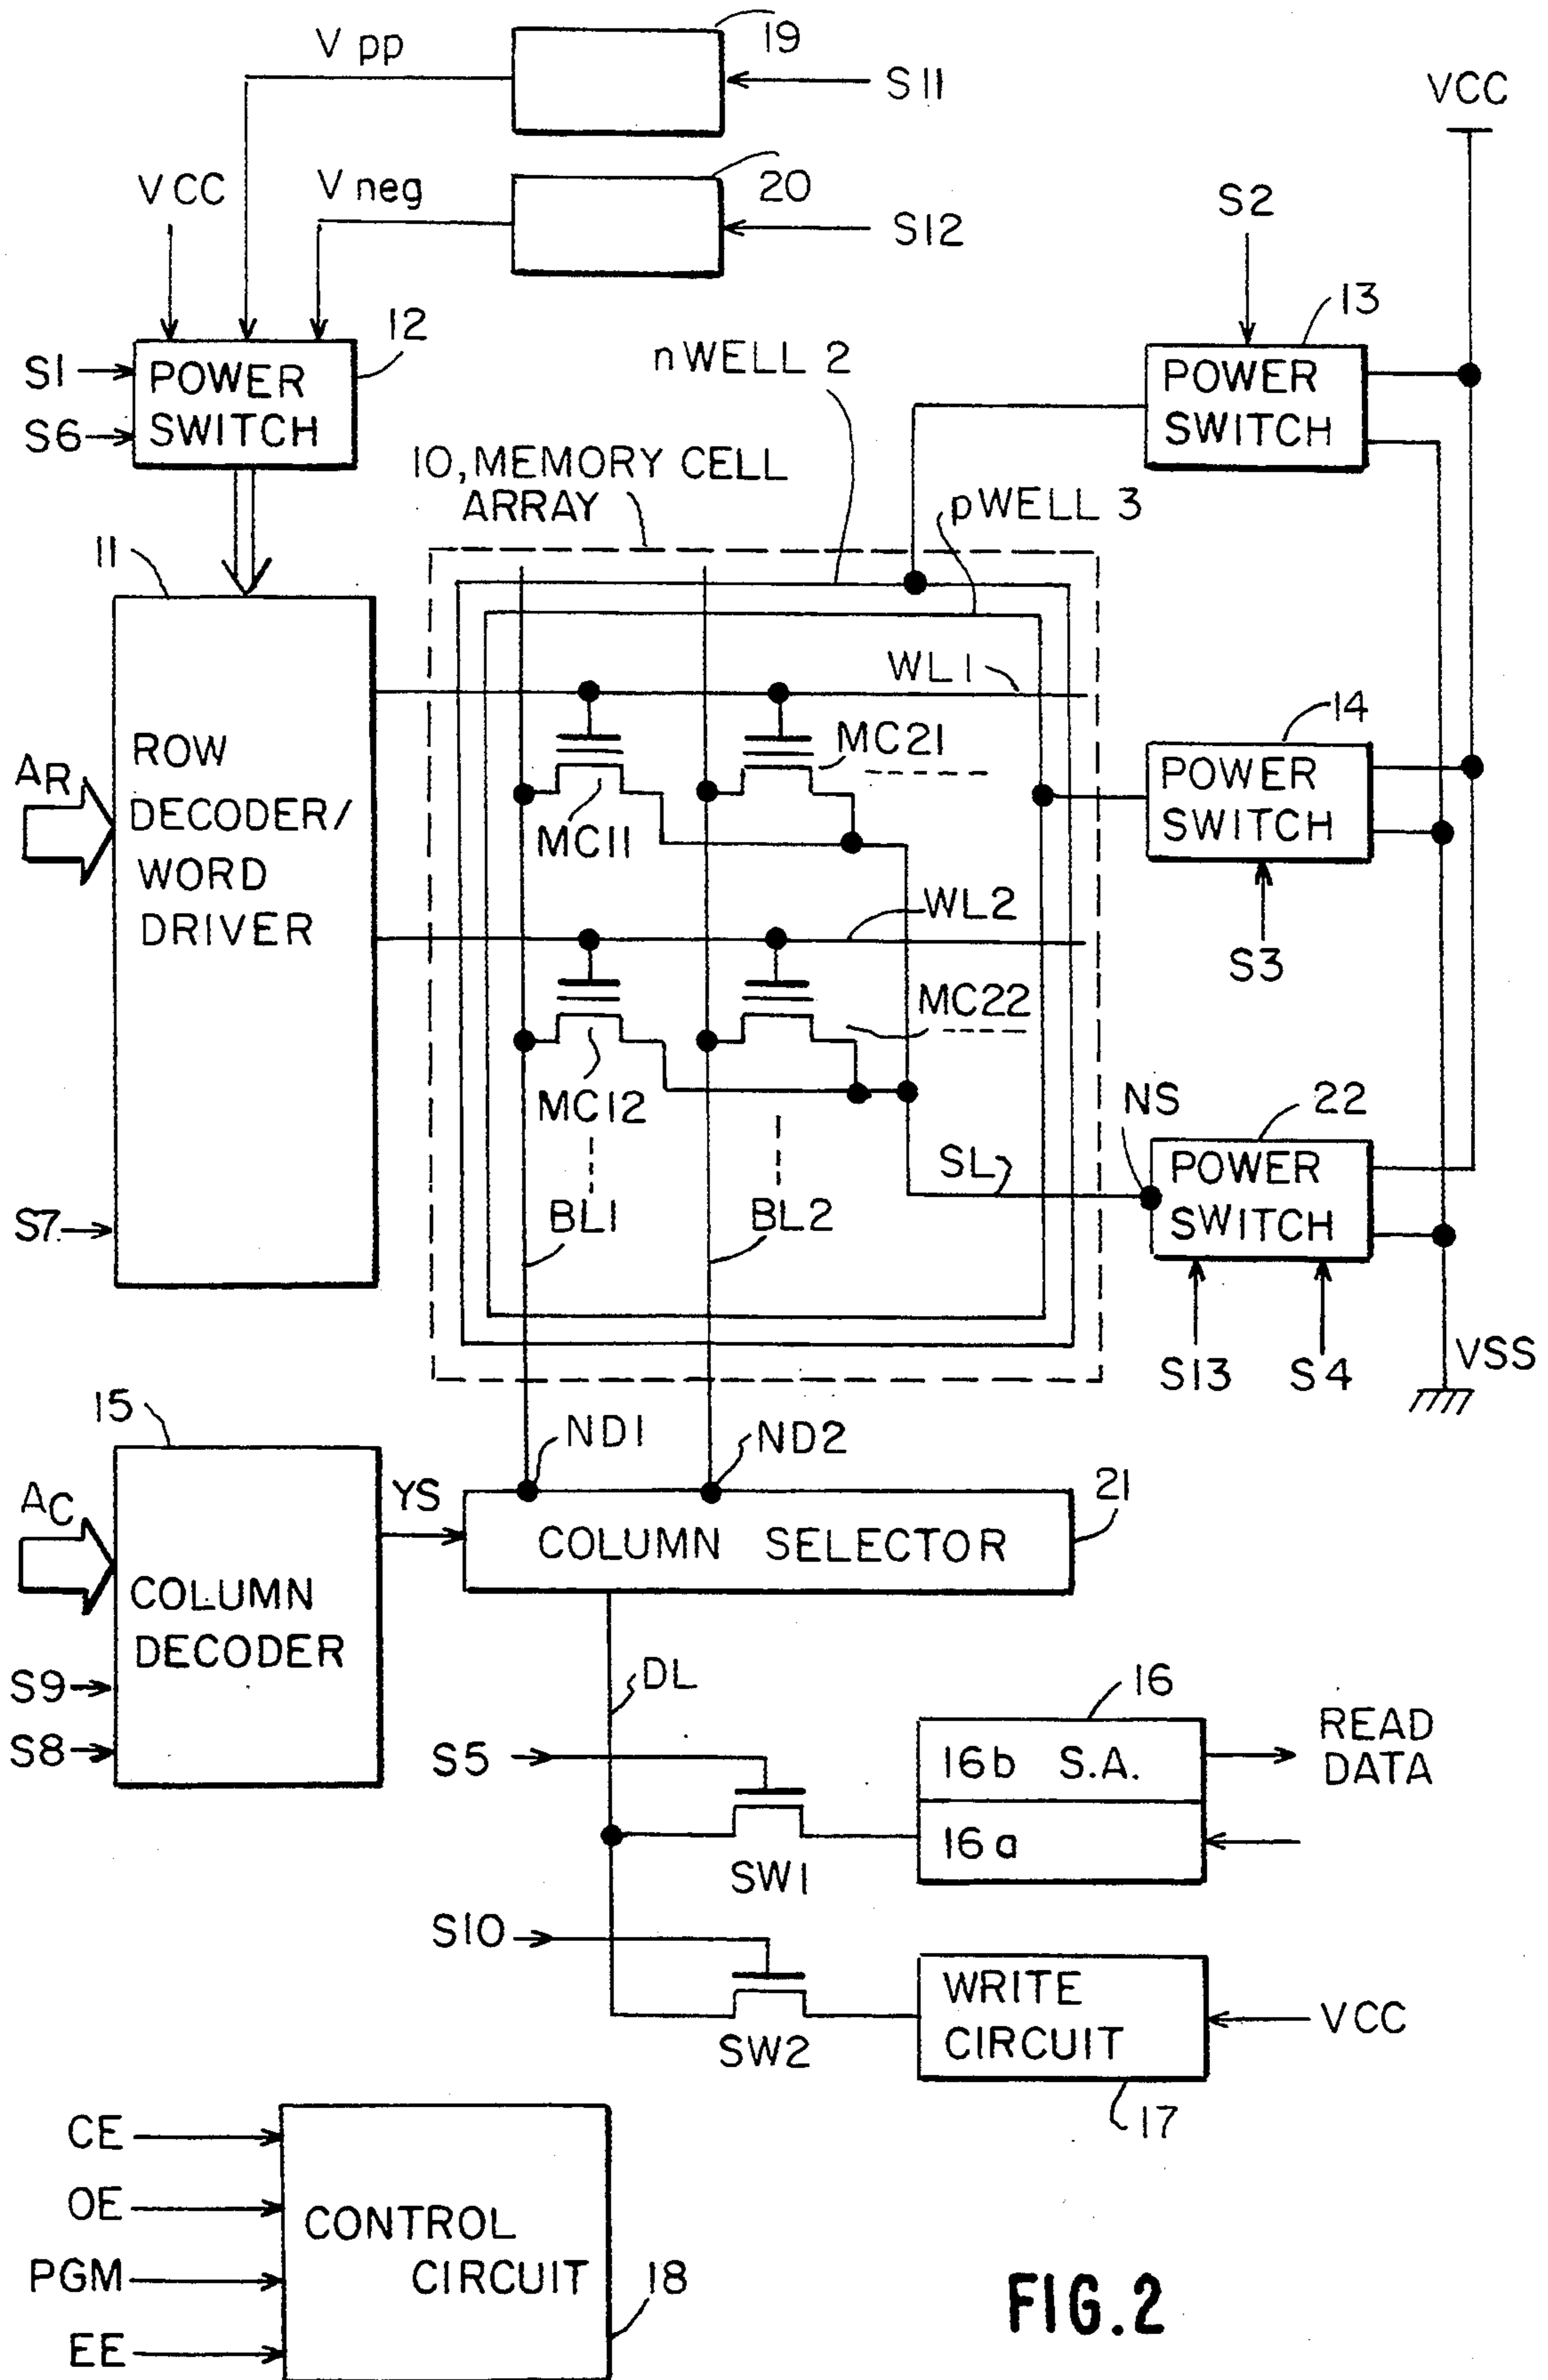 19
V pp
S11
VCC
VCC
V neg
20
S2
S12
12
13
S1
POWER
SWITCH
S6
nWELL 2
POWER
SWITCH
10, MEMORY CELL
ARRAY
pWELL 3
11
WL1
14
ROW
DECODER/
WORD
DRIVER
AR
MC21
POWER
SWITCH
MC11
WL2
S3
MC22
MC12
NS
22
SL
POWER
SWITCH
S7
BL1
BL2
S13
S4
VSS
15
ND1
ND2
21
AC
YS
COLUMN SELECTOR
COLUMN
DECODER
S9
S8
DL
16
S5
16b S.A.
READ
DATA
16a
SW1
S10
WRITE
CIRCUIT
VCC
SW2
17
CE
OE
CONTROL
CIRCUIT
PGM
18
EE
FIG.2